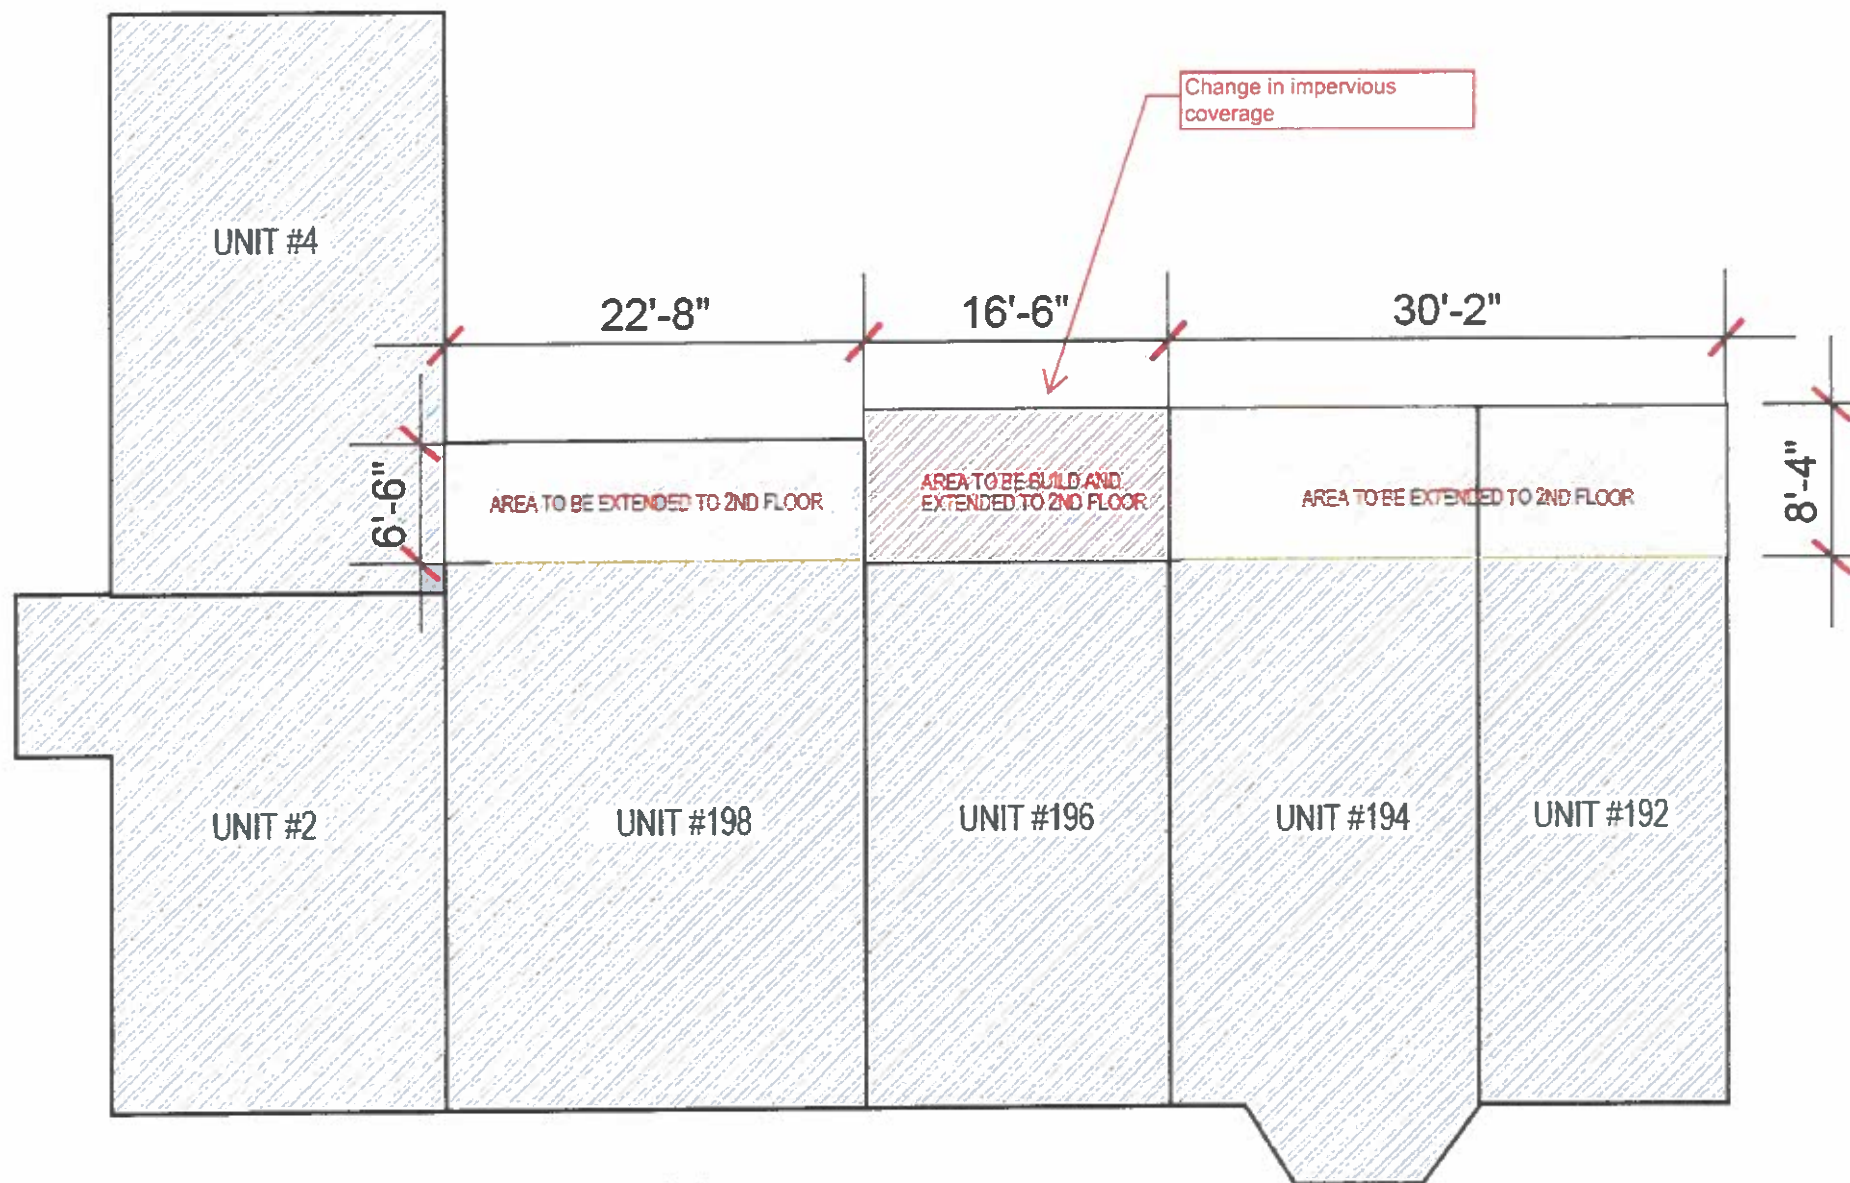 Change in impervious
coverage
UNIT #4
22'-8"
16'-6"
30'-2"
6'-6"
AREA TO BE EXTENDED TO 2ND FLOOR
AREA TO BE BUILD AND
EXTENDED TO 2ND FLOOR
AREA TO BE EXTENDED TO 2ND FLOOR
8'-4"
UNIT #2
UNIT #198
UNIT #196
UNIT #194
UNIT #192